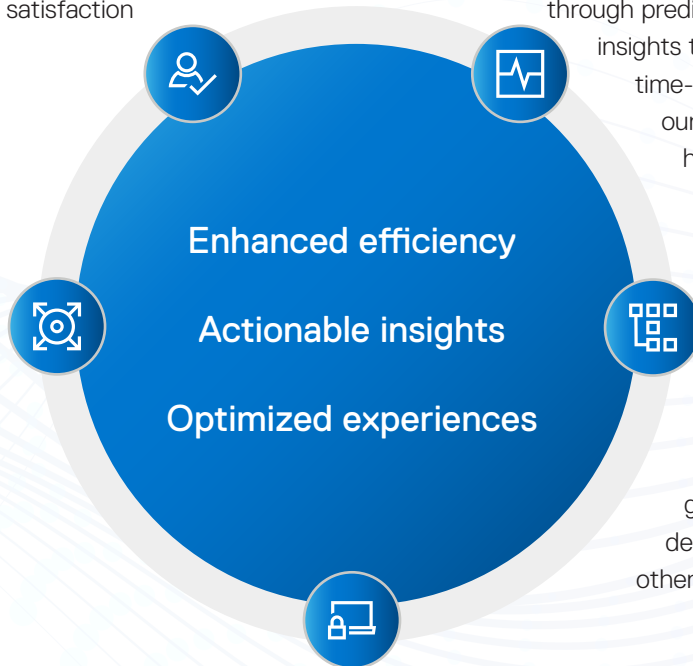 satisfaction
through predi
insights t
time-
our
h
Enhanced efficiency
Actionable insights
Optimized experiences
g
de
other